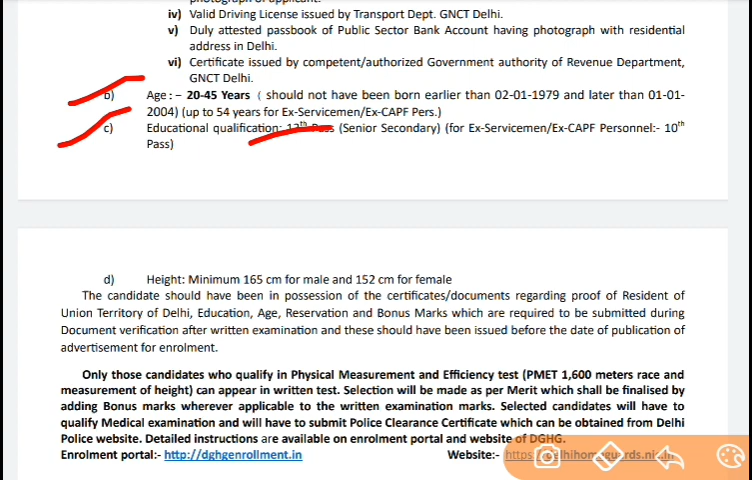 photograph of applicant.
iv) Valid Driving License issued by Transport Dept. GNCT Delhi.
v) Duly attested passbook of Public Sector Bank Account having photograph with residential
address in Delhi.
vi) Certificate issued by competent/authorized Government authority of Revenue Department,
GNCT Delhi.
b) Age : – 20-45 Years ( should not have been born earlier than 02-01-1979 and later than 01-01-
2004) (up to 54 years for Ex-Servicemen/Ex-CAPF Pers.)
c) Educational qualification: 12th Pass (Senior Secondary) (for Ex-Servicemen/Ex-CAPF Personnel:- 10th
Pass)
d) Height: Minimum 165 cm for male and 152 cm for female
The candidate should have been in possession of the certificates/documents regarding proof of Resident of
Union Territory of Delhi, Education, Age, Reservation and Bonus Marks which are required to be submitted during
Document verification after written examination and these should have been issued before the date of publication of
advertisement for enrolment.
Only those candidates who qualify in Physical Measurement and Efficiency test (PMET 1,600 meters race and
measurement of height) can appear in written test. Selection will be made as per Merit which shall be finalised by
adding Bonus marks wherever applicable to the written examination marks. Selected candidates will have to
qualify Medical examination and will have to submit Police Clearance Certificate which can be obtained from Delhi
Police website. Detailed instructions are available on enrolment portal and website of DGHG.
Enrolment portal:- http://dghgenrollment.in Website:- https